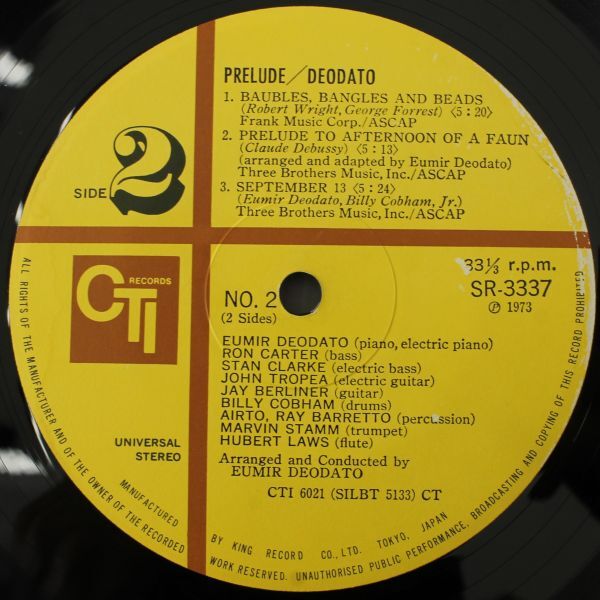 PRELUDE/DEODATO
1. BAUBLES, BANGLES AND BEADS
(Robert Wright, George Forrest) ⟨5:20⟩
Frank Music Corp./ASCAP
2. PRELUDE TO AFTERNOON OF A FAUN
(Claude Debussy) ⟨5:13⟩
(arranged and adapted by Eumir Deodato)
Three Brothers Music, Inc./ASCAP
3. SEPTEMBER 13 ⟨5:24⟩
(Eumir Deodato, Billy Cobham, Jr.)
Three Brothers Music, Inc./ASCAP
SIDE 2
CTI RECORDS
33⅓ r.p.m.
SR-3337
Ⓟ 1973
NO. 2
(2 Sides)
EUMIR DEODATO (piano, electric piano)
RON CARTER (bass)
STAN CLARKE (electric bass)
JOHN TROPEA (electric guitar)
JAY BERLINER (guitar)
BILLY COBHAM (drums)
AIRTO, RAY BARRETTO (percussion)
MARVIN STAMM (trumpet)
HUBERT LAWS (flute)
Arranged and Conducted by
EUMIR DEODATO
CTI 6021 (SILBT 5133) CT
UNIVERSAL
STEREO
MANUFACTURED BY KING RECORD CO., LTD. TOKYO, JAPAN
ALL RIGHTS OF THE MANUFACTURER AND OF THE OWNER OF THE RECORDED WORK RESERVED. UNAUTHORISED PUBLIC PERFORMANCE, BROADCASTING AND COPYING OF THIS RECORD PROHIBITED